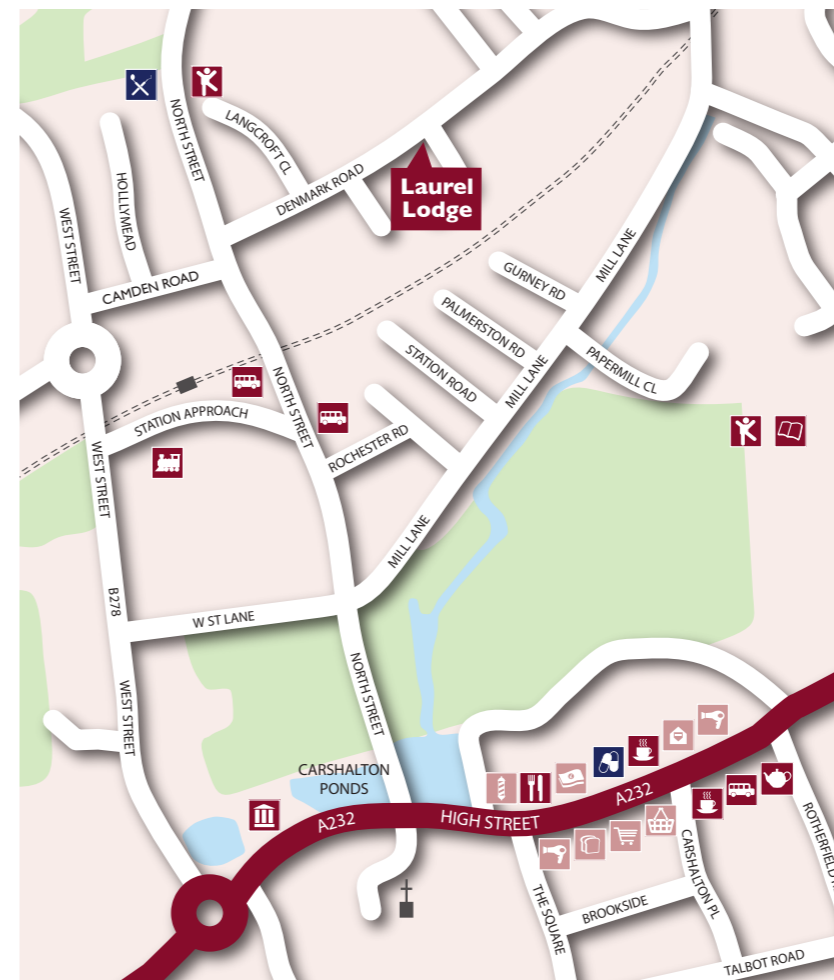 NORTH STREET
LANGCROFT CL
DENMARK ROAD
Laurel
Lodge
HOLLLYMEAD
WEST STREET
CAMDEN ROAD
GURNEY RD
MILL LANE
PALMERSTON RD
STATION ROAD
MILL LANE
PAPERMILL CL
NORTH STREET
STATION APPROACH
ROCHESTER RD
WEST STREET
MILL LANE
B278
W ST LANE
NORTH STREET
WEST STREET
CARSHALTON
PONDS
A232
HIGH STREET
A232
CARSHALTON PL
THE SQUARE
BROOKSIDE
TALBOT ROAD